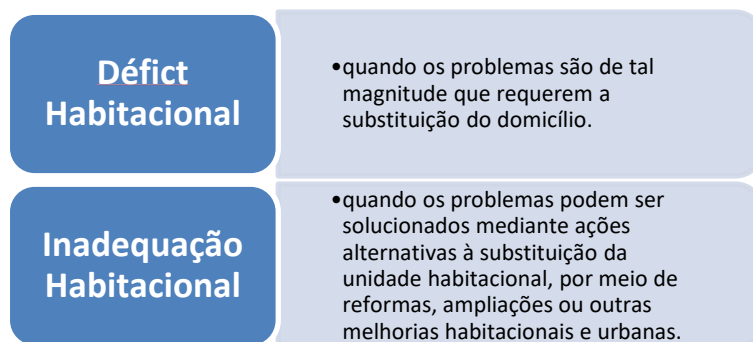 Défict
Habitacional
•quando os problemas são de tal
magnitude que requerem a
substituição do domicílio.
Inadequação
Habitacional
•quando os problemas podem ser
solucionados mediante ações
alternativas à substituição da
unidade habitacional, por meio de
reformas, ampliações ou outras
melhorias habitacionais e urbanas.